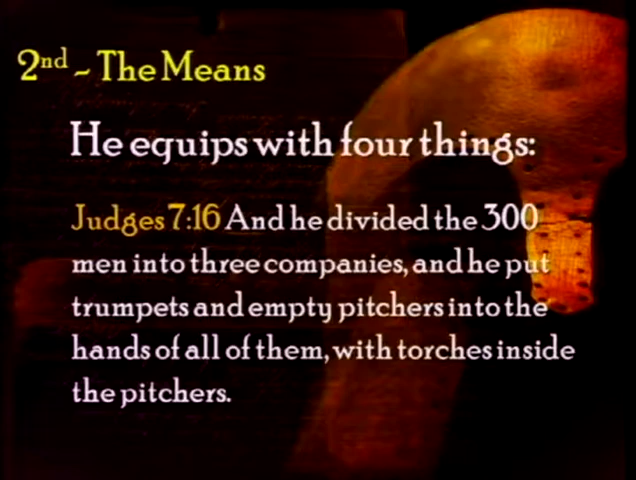 2nd ~ The Means
He equips with four things:
Judges 7:16 And he divided the 300
men into three companies, and he put
trumpets and empty pitchers into the
hands of all of them, with torches inside
the pitchers.